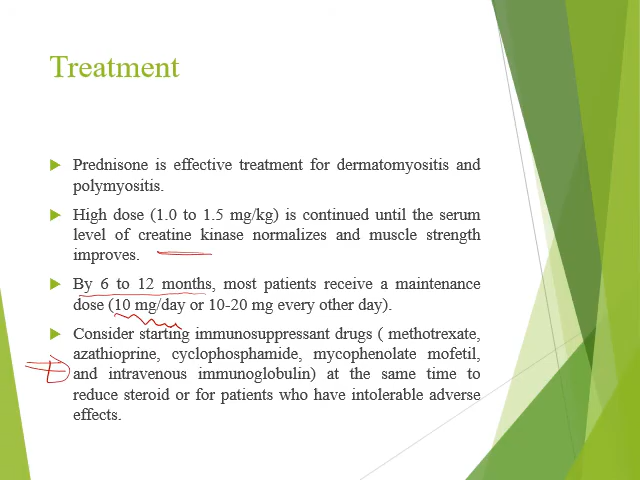 Treatment
Prednisone is effective treatment for dermatomyositis and
polymyositis.
High dose (1.0 to 1.5 mg/kg) is continued until the serum
level of creatine kinase normalizes and muscle strength
improves.
By 6 to 12 months, most patients receive a maintenance
dose (10 mg/day or 10-20 mg every other day).
Consider starting immunosuppressant drugs ( methotrexate,
azathioprine, cyclophosphamide, mycophenolate mofetil,
and intravenous immunoglobulin) at the same time to
reduce steroid or for patients who have intolerable adverse
effects.